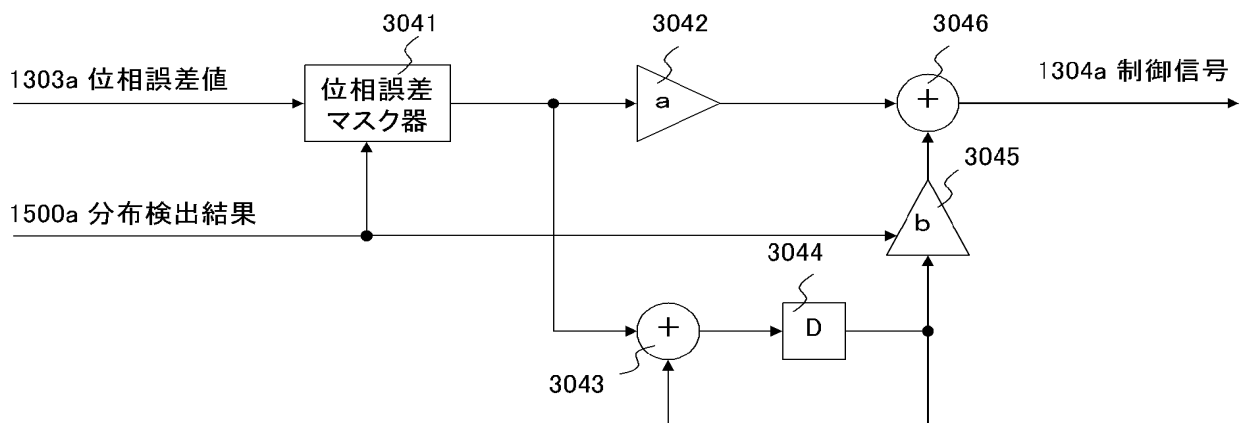 3041
3042
3046
1303a 位相誤差値
位相誤差
マスク器
a
+
1304a 制御信号
3045
1500a 分布検出結果
b
3044
+
D
3043